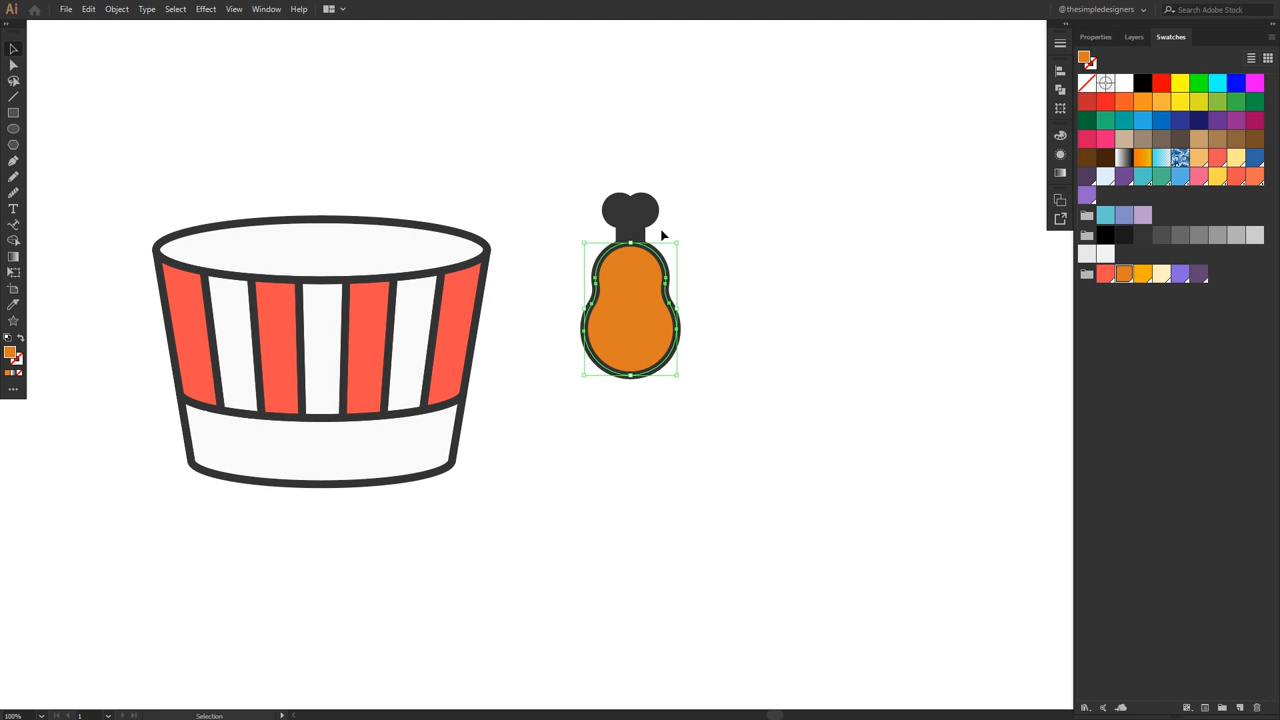 Ai File Edit Object Type Select Effect View Window Help @thesimpledesigners Search Adobe Stock
Properties Layers Swatches
T
100% 1 Selection